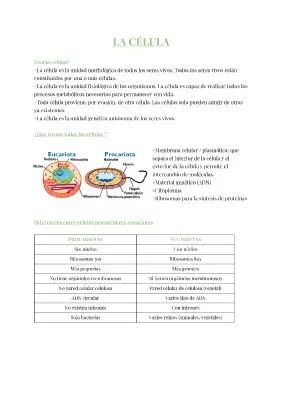 LA CÉLULA
Teoría celular:
-La célula es la unidad morfológica de todos los seres vivos. Todos los seres vivos están
constituidos por una o más células.
-La célula es la unidad fisiológica de los organismos. La célula es capaz de realizar todos los
procesos metabólicos necesarios para permanecer con vida.
-Toda célula proviene, por evasión, de otra célula. Las células solo pueden surgir de otras
ya existentes.
-La célula es la unidad genética autónoma de los seres vivos.
¿Que tienen todas las células?
Eucariota
Procariota
Núcleo
Nucléolo
Nucleoide
Cápsula
Mitocondria
Ribosomas
Flagelo
Pared celular
Membrana plasmática
-Membrana celular / plasmática: que
separa el interior de la célula y el
exterior de la célula y permite el
intercambio de moléculas.
-Material genético (ADN)
-Citoplasma
-Ribosomas para la síntesis de proteínas
Diferencias entre células procariotas y eucariotas
PROCARIOTAS
EUCARIOTAS
Sin núcleo
Con núcleo
Ribosomas 70s
Ribosomas 80s
Más pequeñas
Más grandes
No tiene orgánulos membranosos
Sí tienen orgánulos membranosos
No pared celular celulosa
Pared celular de celulosa (vegetal)
ADN circular
Varios tipo de ADN
No existen intrones
Con intrones
Solo bacterias
Varios reinos (animales, vegetales)